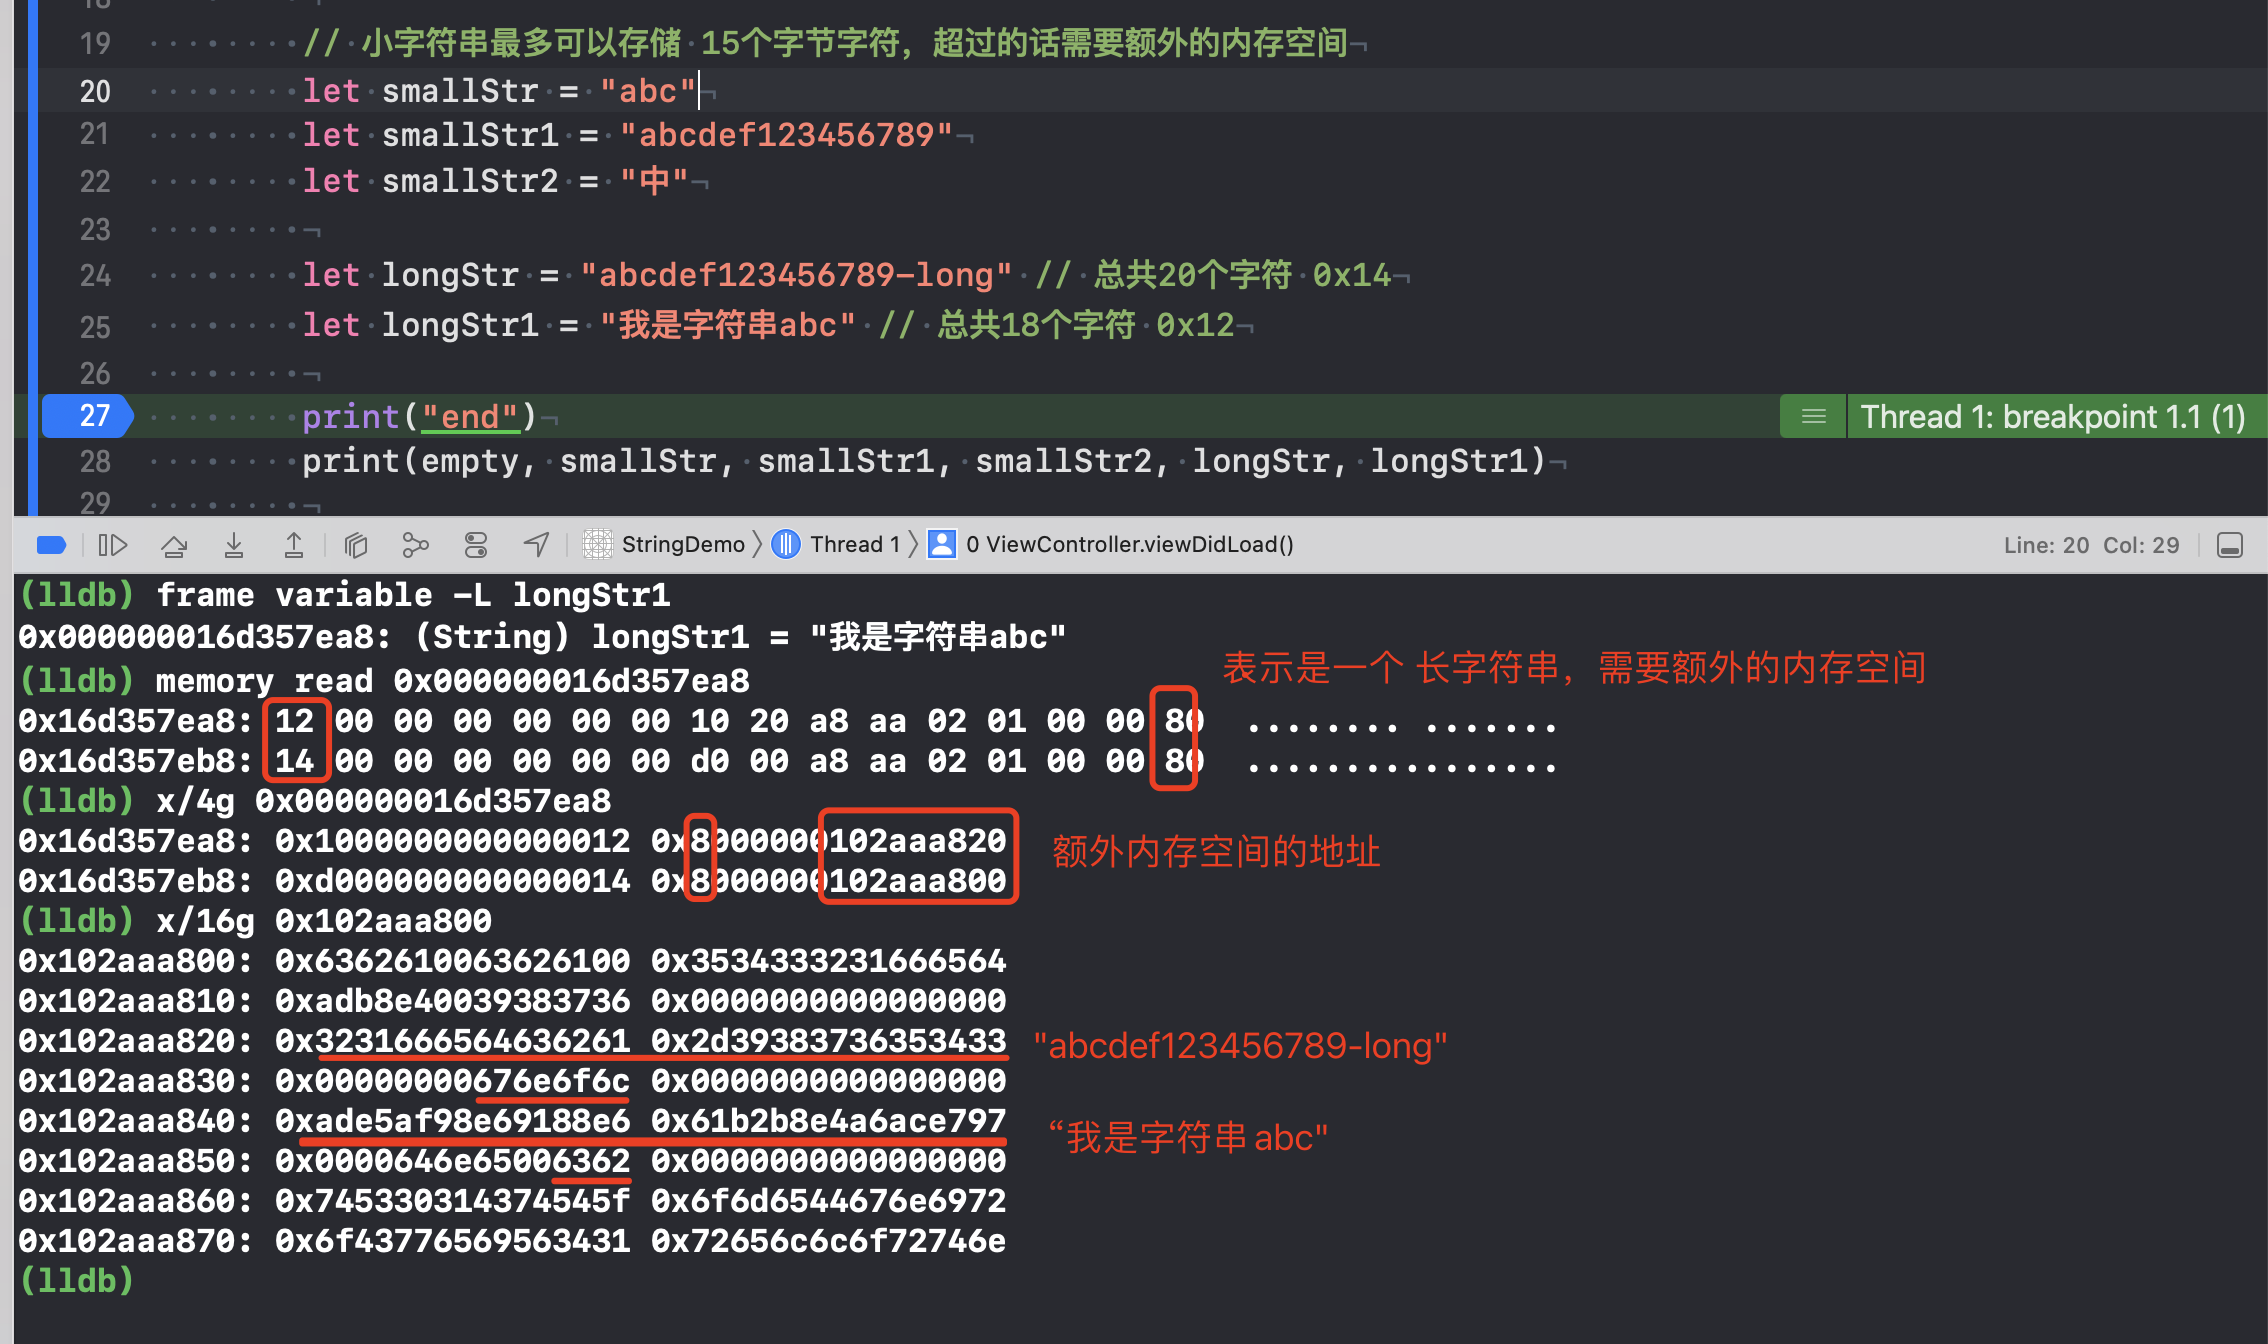 18
19 // 小字符串最多可以存储 15个字节字符，超过的话需要额外的内存空间
20 let smallStr = "abc"
21 let smallStr1 = "abcdef123456789"
22 let smallStr2 = "中"
23
24 let longStr = "abcdef123456789-long" // 总共20个字符 0x14
25 let longStr1 = "我是字符串abc" // 总共18个字符 0x12
26
27 print("end") Thread 1: breakpoint 1.1 (1)
28 print(empty, smallStr, smallStr1, smallStr2, longStr, longStr1)
29
StringDemo Thread 1 0 ViewController.viewDidLoad() Line: 20 Col: 29
(lldb) frame variable -L longStr1
0x000000016d357ea8: (String) longStr1 = "我是字符串abc"
表示是一个 长字符串，需要额外的内存空间
(lldb) memory read 0x000000016d357ea8
0x16d357ea8: 12 00 00 00 00 00 00 10 20 a8 aa 02 01 00 00 80 ........ .......
0x16d357eb8: 14 00 00 00 00 00 00 d0 00 a8 aa 02 01 00 00 80 ................
(lldb) x/4g 0x000000016d357ea8
0x16d357ea8: 0x1000000000000012 0x8000000102aaa820
额外内存空间的地址
0x16d357eb8: 0xd000000000000014 0x8000000102aaa800
(lldb) x/16g 0x102aaa800
0x102aaa800: 0x6362610063626100 0x3534333231666564
0x102aaa810: 0xadb8e40039383736 0x0000000000000000
0x102aaa820: 0x3231666564636261 0x2d39383736353433 "abcdef123456789-long"
0x102aaa830: 0x00000000676e6f6c 0x0000000000000000
0x102aaa840: 0xade5af98e69188e6 0x61b2b8e4a6ace797 “我是字符串abc"
0x102aaa850: 0x0000646e65006362 0x0000000000000000
0x102aaa860: 0x745330314374545f 0x6f6d6544676e6972
0x102aaa870: 0x6f43776569563431 0x72656c6c6f72746e
(lldb)